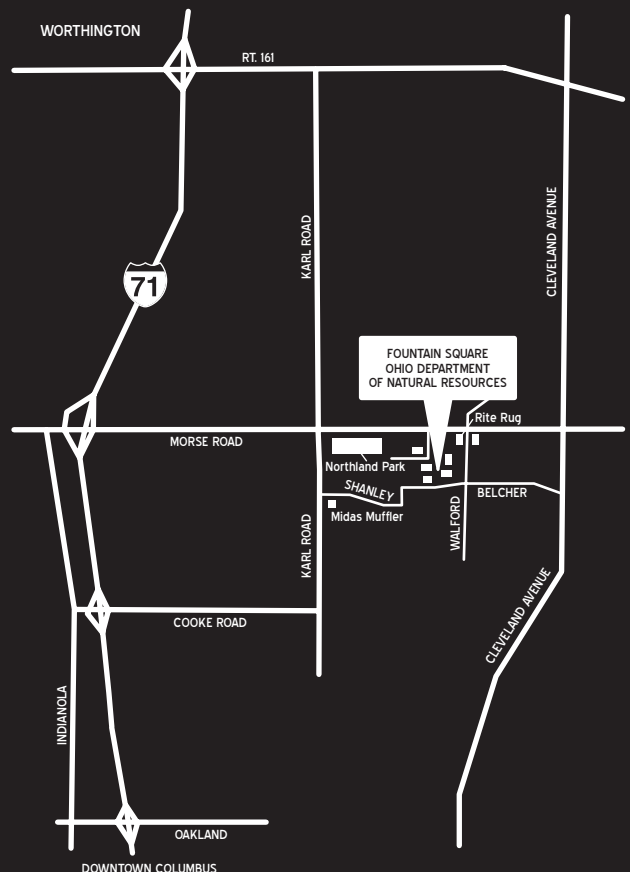 WORTHINGTON
RT. 161
KARL ROAD
CLEVELAND AVENUE
71
FOUNTAIN SQUARE
OHIO DEPARTMENT
OF NATURAL RESOURCES
Rite Rug
MORSE ROAD
Northland Park
SHANLEY
BELCHER
WALFORD
Midas Muffler
KARL ROAD
CLEVELAND AVENUE
COOKE ROAD
INDIANOLA
OAKLAND
DOWNTOWN COLUMBUS